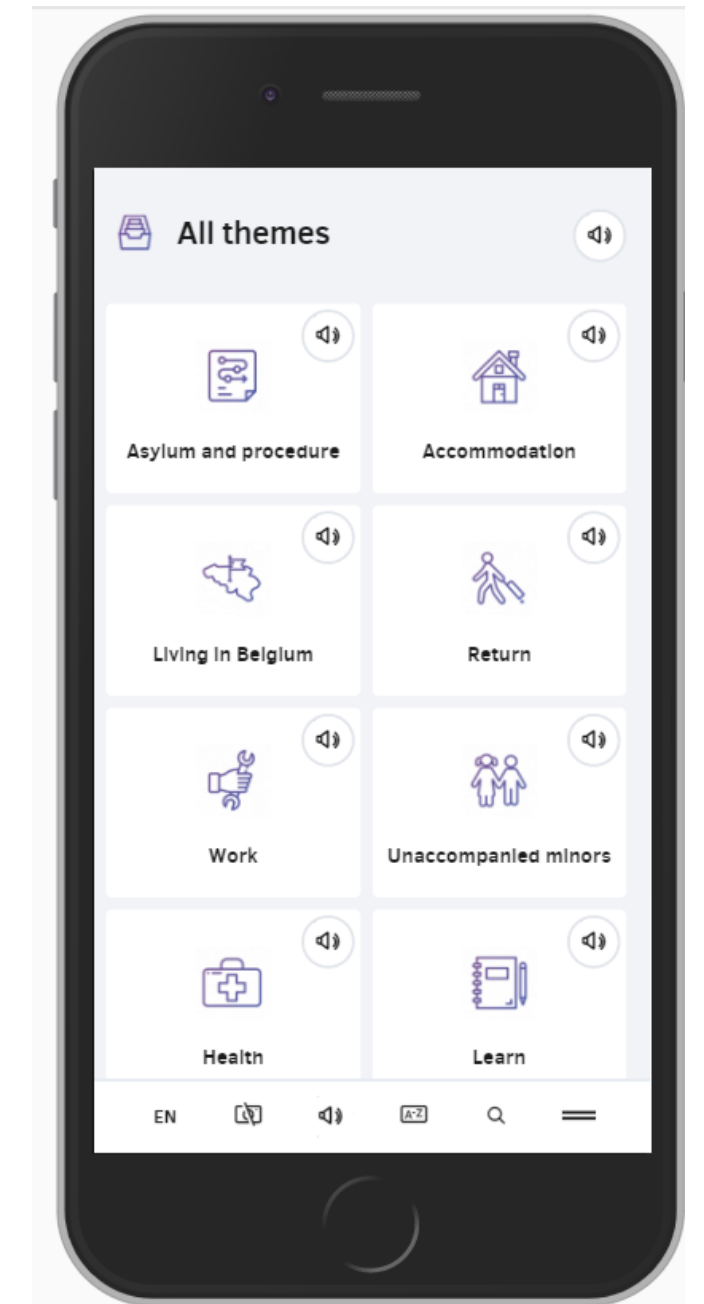 All themes
Asylum and procedure
Accommodation
Living in Belgium
Return
Work
Unaccompanied minors
Health
Learn
EN
A-Z